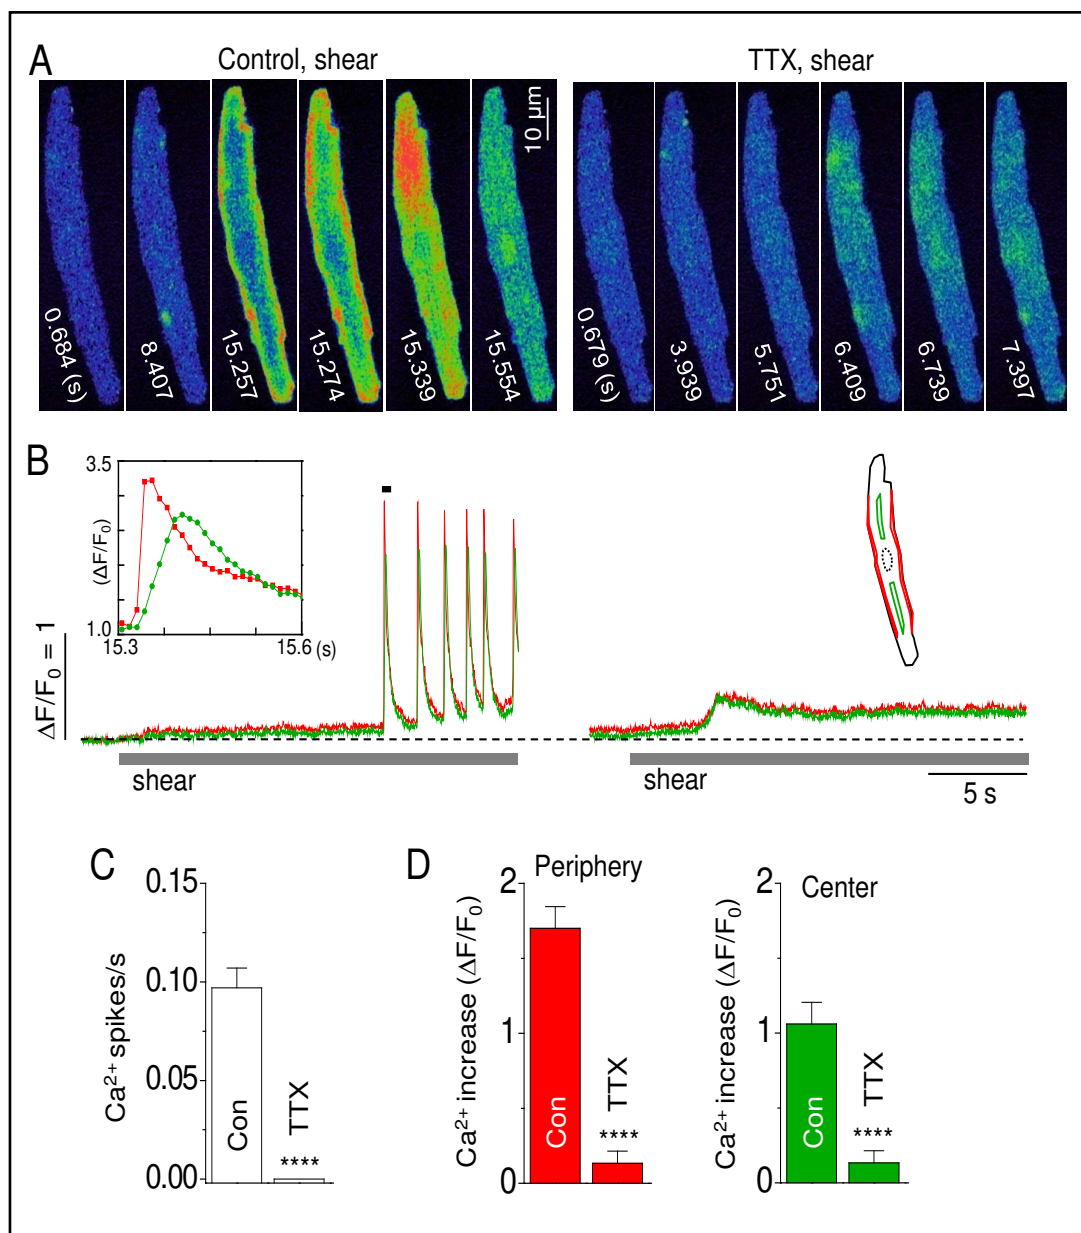 A
Control, shear
TTX, shear
10 µm
0.684 (s)
8.407
15.257
15.274
15.339
15.554
0.679 (s)
3.939
5.751
6.409
6.739
7.397
B
3.5
(ΔF/F0)
1.0
15.3
15.6 (s)
ΔF/F0 = 1
shear
shear
5 s
C
0.15
0.10
0.05
0.00
Ca2+ spikes/s
Con
TTX
****
D
Periphery
2
1
0
Ca2+ increase (ΔF/F0)
Con
TTX
****
Center
2
1
0
Ca2+ increase (ΔF/F0)
Con
TTX
****